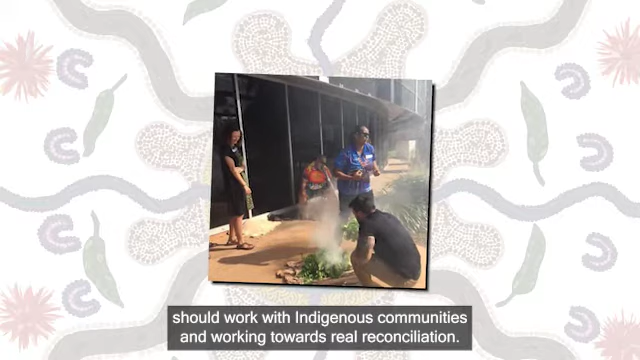 should work with Indigenous communities
and working towards real reconciliation.